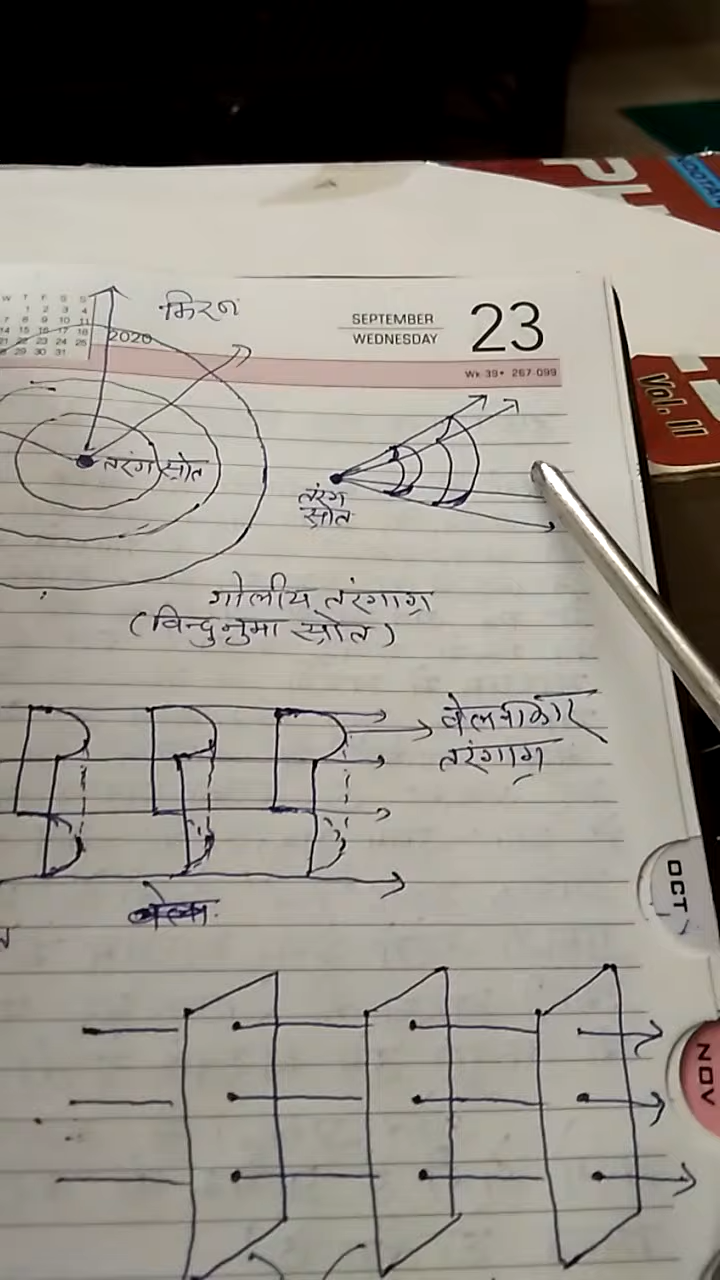 किरण
SEPTEMBER
WEDNESDAY
23
2020
Wk 39 • 267-099
तरंग स्रोत
तरंग
स्रोत
गोलीय तरंगाग्र
(विन्दुनुमा स्रोत)
बेलनाकार
तरंगाग्र
Vol. II
OCT
NOV